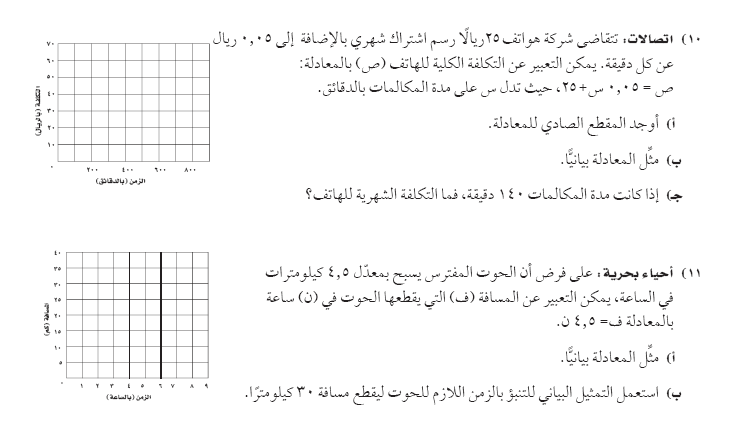 ١٠) اتصالات: تتقاضى شركة هواتف ٢٥ريالًا رسم اشتراك شهري بالإضافة إلى ٠,٠٥ ريال
عن كل دقيقة. يمكن التعبير عن التكلفة الكلية للهاتف (ص) بالمعادلة:
ص = ٠,٠٥ س+ ٢٥، حيث تدل س على مدة المكالمات بالدقائق.
أ) أوجد المقطع الصادي للمعادلة.
ب) مثِّل المعادلة بيانيًّا.
جـ) إذا كانت مدة المكالمات ١٤٠ دقيقة، فما التكلفة الشهرية للهاتف؟
التكلفة (بالريال)
٧٠
٦٠
٥٠
٤٠
٣٠
٢٠
١٠
٠
٢٠٠ ٤٠٠ ٦٠٠ ٨٠٠
الزمن (بالدقائق)
١١) أحياء بحرية: على فرض أن الحوت المفترس يسبح بمعدّل ٤,٥ كيلومترات
في الساعة، يمكن التعبير عن المسافة (ف) التي يقطعها الحوت في (ن) ساعة
بالمعادلة ف= ٤,٥ ن.
أ) مثِّل المعادلة بيانيًّا.
ب) استعمل التمثيل البياني للتنبؤ بالزمن اللازم للحوت ليقطع مسافة ٣٠ كيلومترًا.
المسافة (كم)
٤٠
٣٥
٣٠
٢٥
٢٠
١٥
١٠
٥
٠
١ ٢ ٣ ٤ ٥ ٦ ٧ ٨ ٩
الزمن (بالساعة)